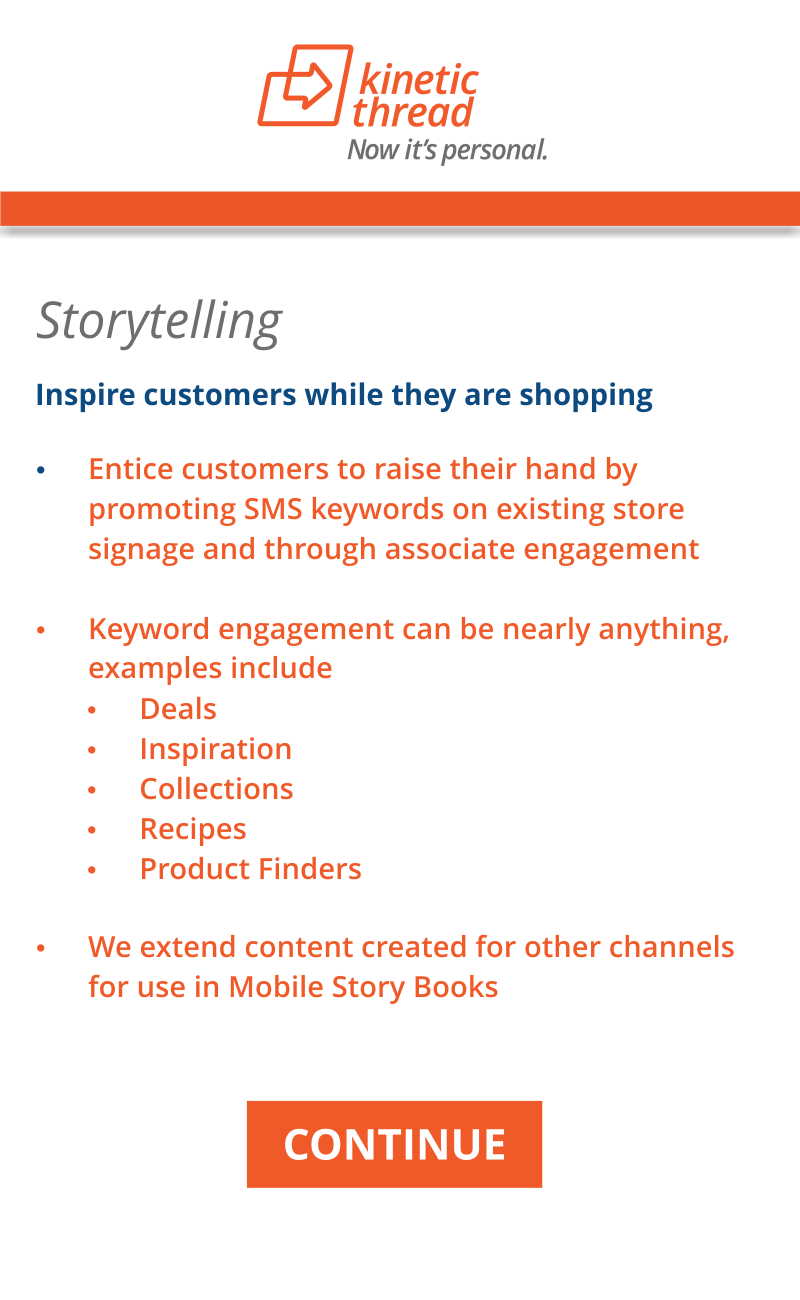 kinetic
thread
Now it's personal.
Storytelling
Inspire customers while they are shopping
• Entice customers to raise their hand by
promoting SMS keywords on existing store
signage and through associate engagement
• Keyword engagement can be nearly anything,
examples include
• Deals
• Inspiration
• Collections
• Recipes
• Product Finders
• We extend content created for other channels
for use in Mobile Story Books
CONTINUE